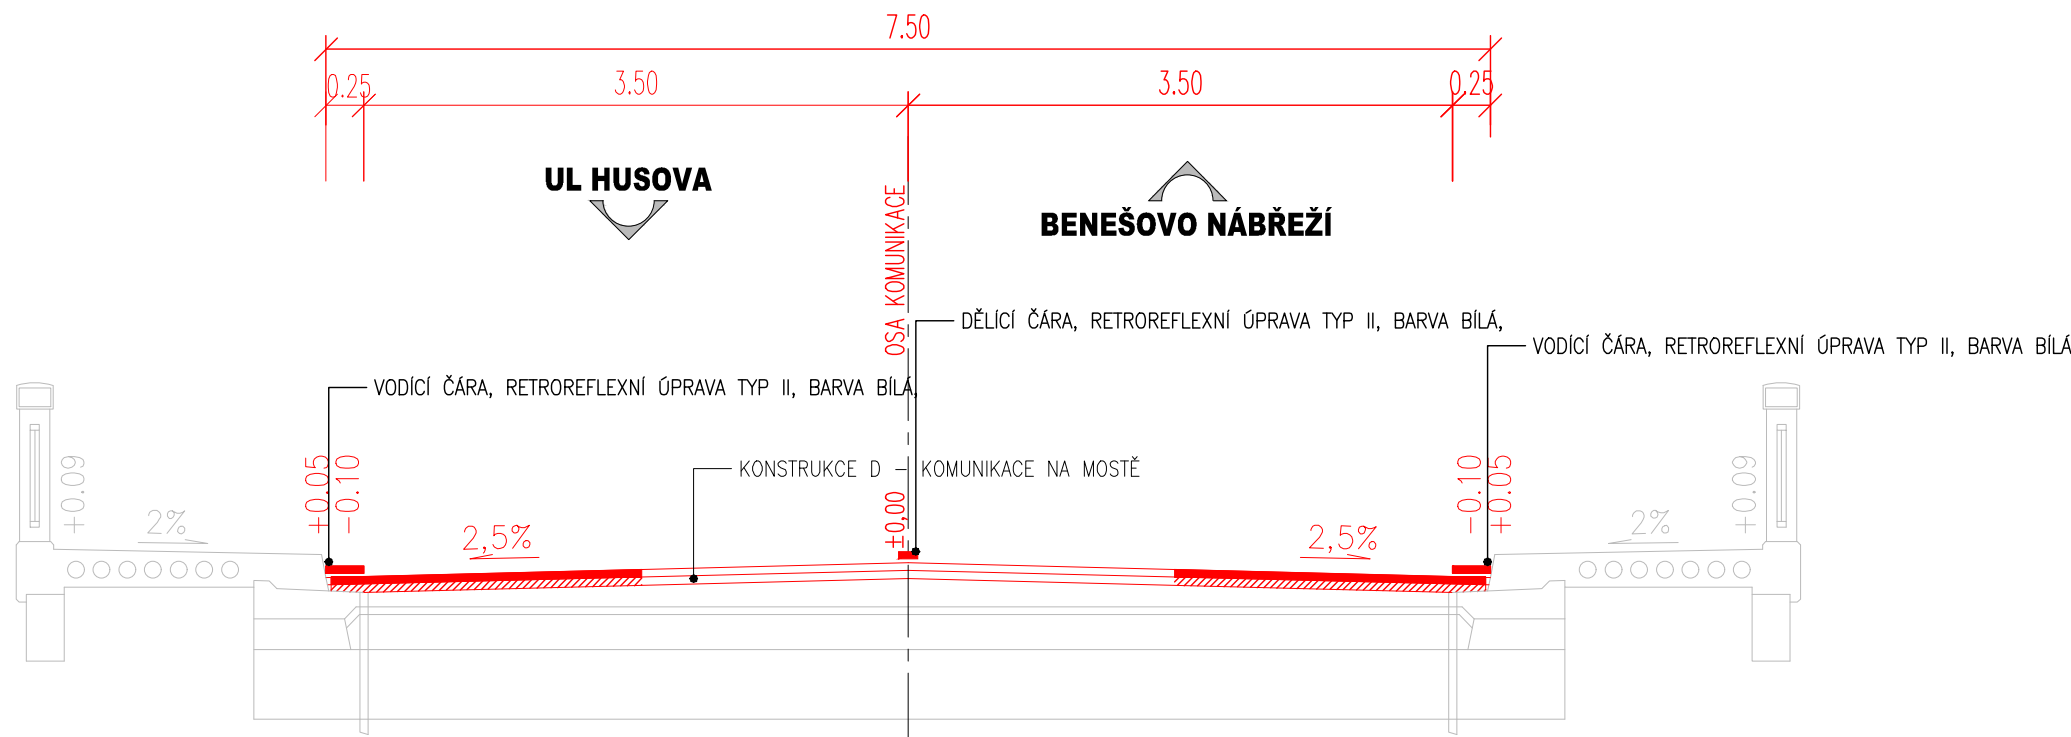 7.50
0.25
3.50
3.50
0.25
UL HUSOVA
BENEŠOVO NÁBŘEŽÍ
OSA KOMUNIKACE
DĚLÍCÍ ČÁRA, RETROREFLEXNÍ ÚPRAVA TYP II, BARVA BÍLÁ,
VODÍCÍ ČÁRA, RETROREFLEXNÍ ÚPRAVA TYP II, BARVA BÍLÁ
VODÍCÍ ČÁRA, RETROREFLEXNÍ ÚPRAVA TYP II, BARVA BÍLÁ,
KONSTRUKCE D – KOMUNIKACE NA MOSTĚ
+0.09
2%
+0.05
-0.10
2,5%
±0,00
2,5%
-0.10
+0.05
2%
+0.09